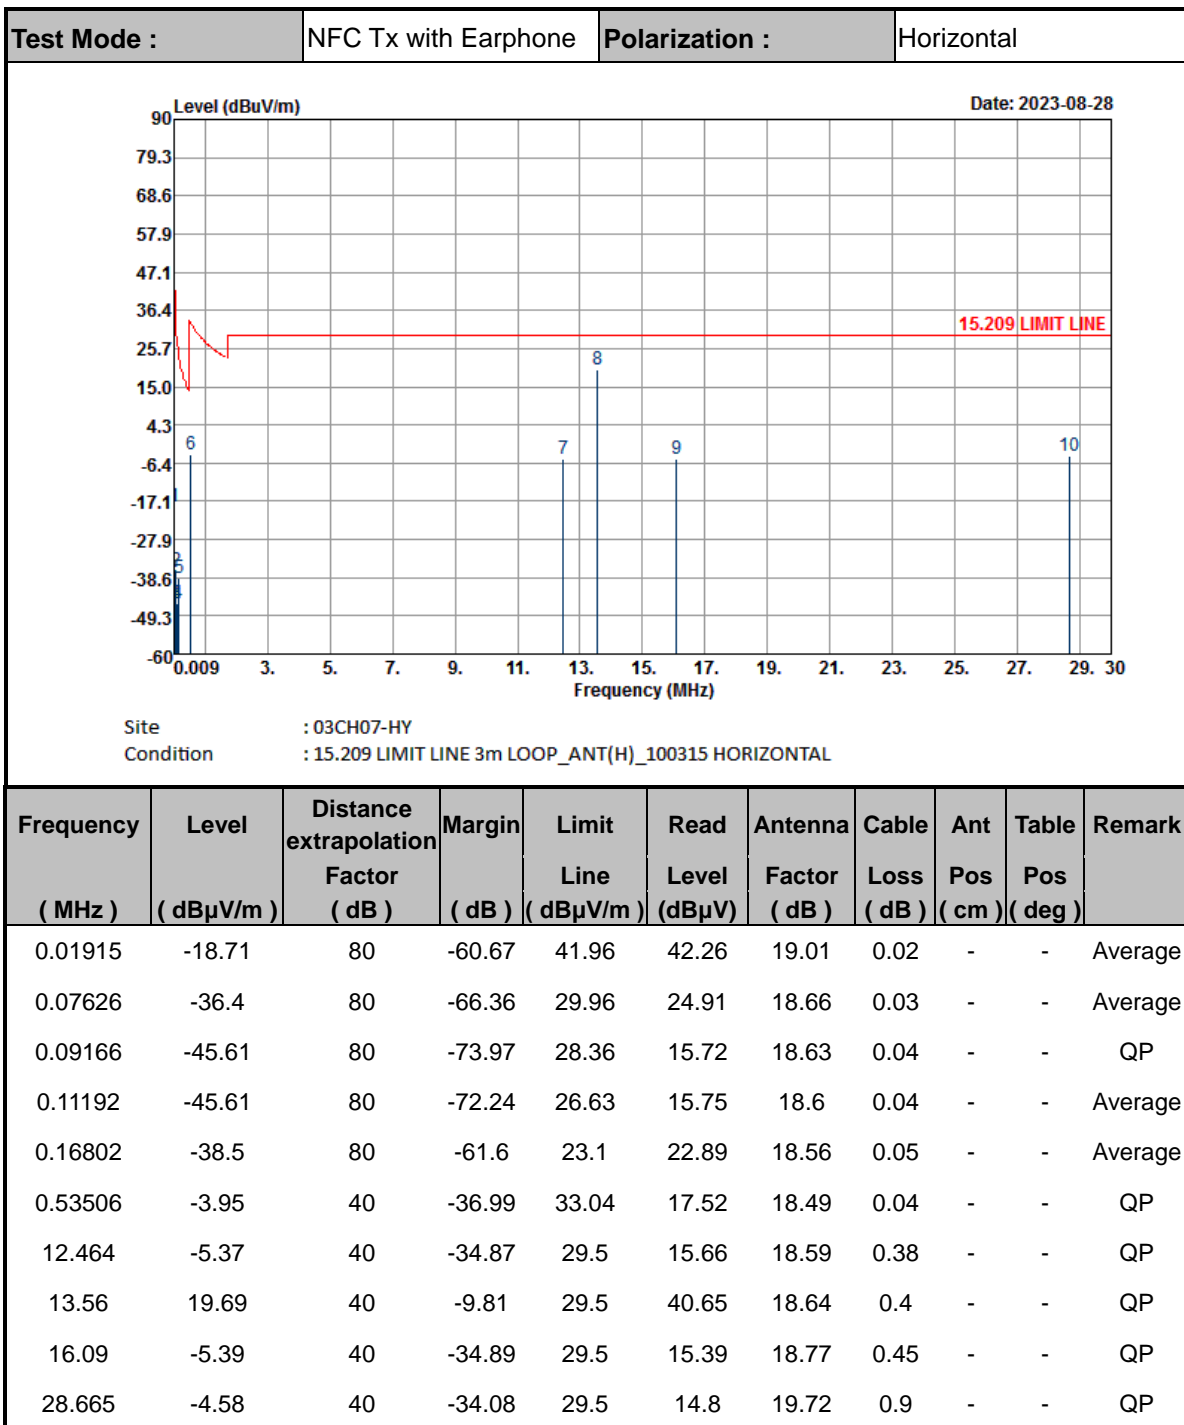 Test Mode : NFC Tx with Earphone Polarization : Horizontal
Level (dBuV/m) Date: 2023-08-28
90
79.3
68.6
57.9
47.1
36.4
15.209 LIMIT LINE
25.7
8
15.0
4.3
6 7 9 10
-6.4
1
-17.1
-27.9
2
5
-38.6
4
-49.3
-60
0.009 3. 5. 7. 9. 11. 13. 15. 17. 19. 21. 23. 25. 27. 29. 30
Frequency (MHz)
Site : 03CH07-HY
Condition : 15.209 LIMIT LINE 3m LOOP_ANT(H)_100315 HORIZONTAL
Frequency Level Distance extrapolation Margin Limit Read Antenna Cable Ant Table Remark
Factor Line Level Factor Loss Pos Pos
( MHz ) ( dBµV/m ) ( dB ) ( dB ) ( dBµV/m ) (dBµV) ( dB ) ( dB ) ( cm ) ( deg )
0.01915 -18.71 80 -60.67 41.96 42.26 19.01 0.02 - - Average
0.07626 -36.4 80 -66.36 29.96 24.91 18.66 0.03 - - Average
0.09166 -45.61 80 -73.97 28.36 15.72 18.63 0.04 - - QP
0.11192 -45.61 80 -72.24 26.63 15.75 18.6 0.04 - - Average
0.16802 -38.5 80 -61.6 23.1 22.89 18.56 0.05 - - Average
0.53506 -3.95 40 -36.99 33.04 17.52 18.49 0.04 - - QP
12.464 -5.37 40 -34.87 29.5 15.66 18.59 0.38 - - QP
13.56 19.69 40 -9.81 29.5 40.65 18.64 0.4 - - QP
16.09 -5.39 40 -34.89 29.5 15.39 18.77 0.45 - - QP
28.665 -4.58 40 -34.08 29.5 14.8 19.72 0.9 - - QP